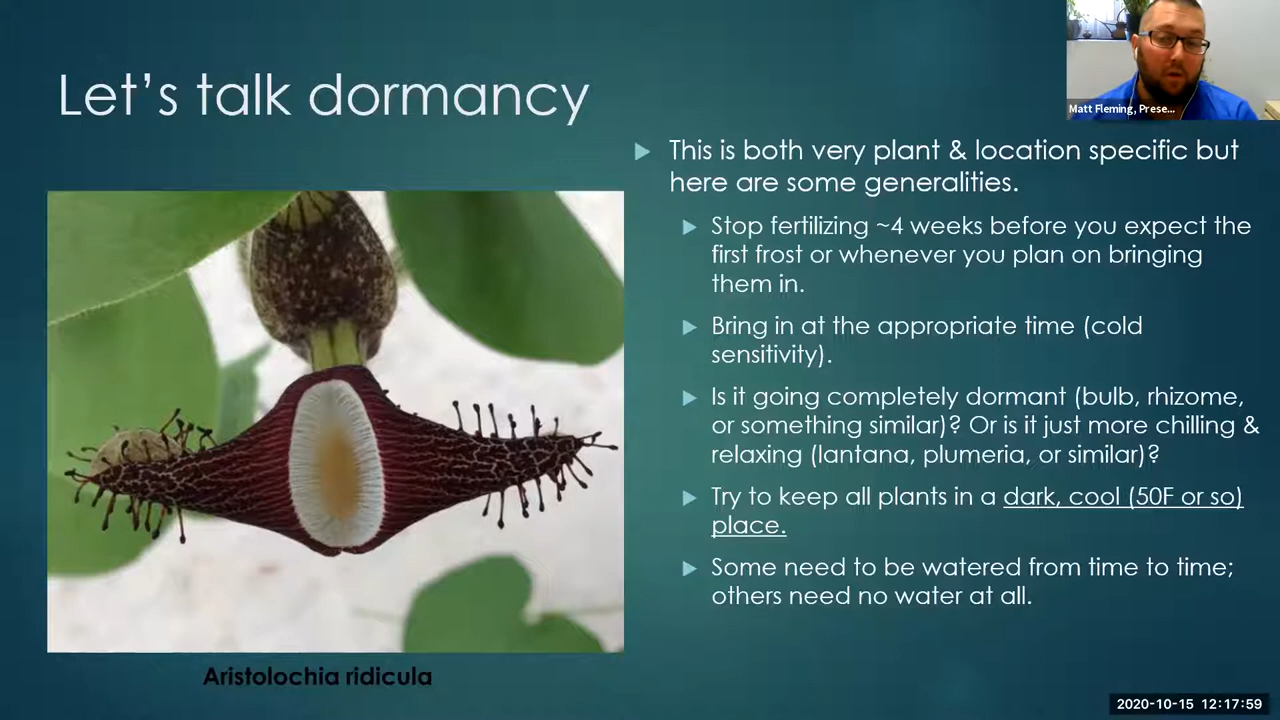 Let's talk dormancy
Matt Fleming, Prese...
This is both very plant & location specific but
here are some generalities.
Stop fertilizing ~4 weeks before you expect the
first frost or whenever you plan on bringing
them in.
Bring in at the appropriate time (cold
sensitivity).
Is it going completely dormant (bulb, rhizome,
or something similar)? Or is it just more chilling &
relaxing (lantana, plumeria, or similar)?
Try to keep all plants in a dark, cool (50F or so)
place.
Some need to be watered from time to time;
others need no water at all.
Aristolochia ridicula
2020-10-15 12:17:59